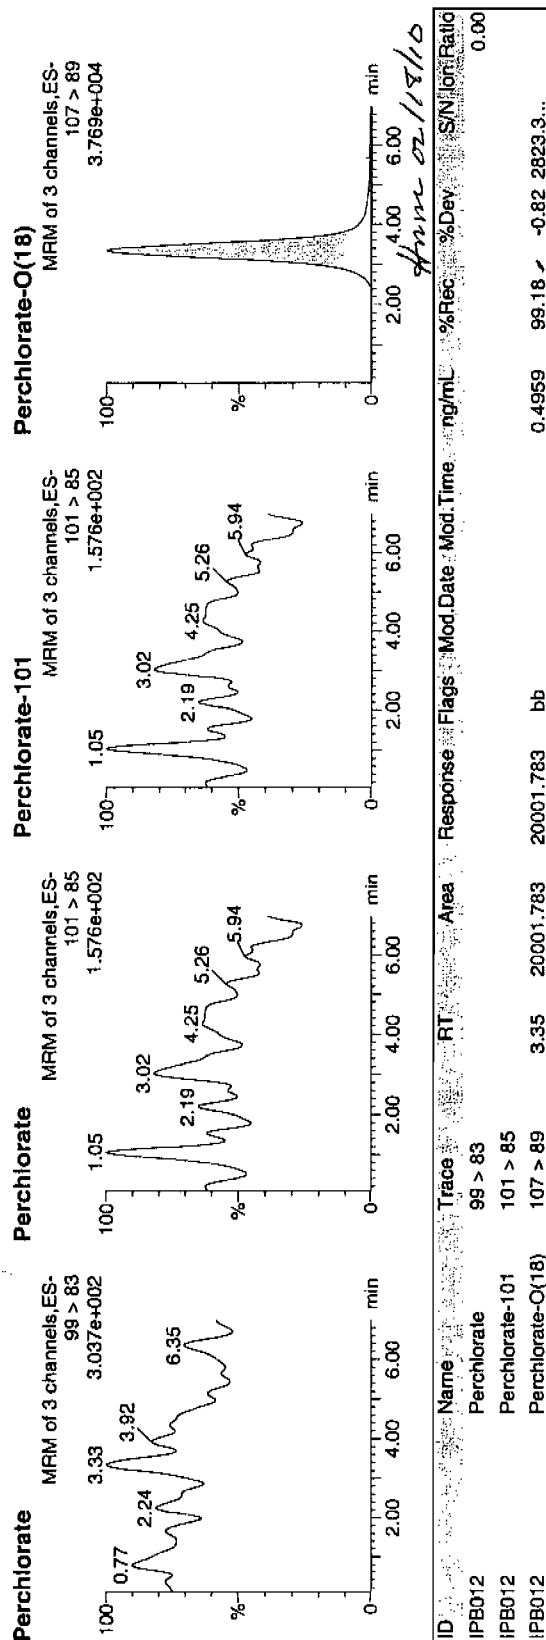 Perchlorate
MRM of 3 channels,ES-
99 > 83
3.037e+002
100
%
0
0.77
2.24
3.33
3.92
6.35
2.00
4.00
6.00
min
Perchlorate
MRM of 3 channels,ES-
101 > 85
1.576e+002
100
%
0
1.05
2.19
3.02
4.25
5.26
5.94
2.00
4.00
6.00
min
Perchlorate-101
MRM of 3 channels,ES-
101 > 85
1.576e+002
100
%
0
1.05
2.19
3.02
4.25
5.26
5.94
2.00
4.00
6.00
min
Perchlorate-O(18)
MRM of 3 channels,ES-
107 > 89
3.769e+004
100
%
0
2.00
4.00
6.00
min
02/18/10
ID Name Trace RT Area Response Flags Mod.Date Mod.Time ng/mL %Rec %Dev S/N Ion Ratio
IPB012 Perchlorate 99 > 83 0.00
IPB012 Perchlorate-101 101 > 85
IPB012 Perchlorate-O(18) 107 > 89 3.35 20001.783 20001.783 bb 0.4959 99.18 -0.82 2823.3...